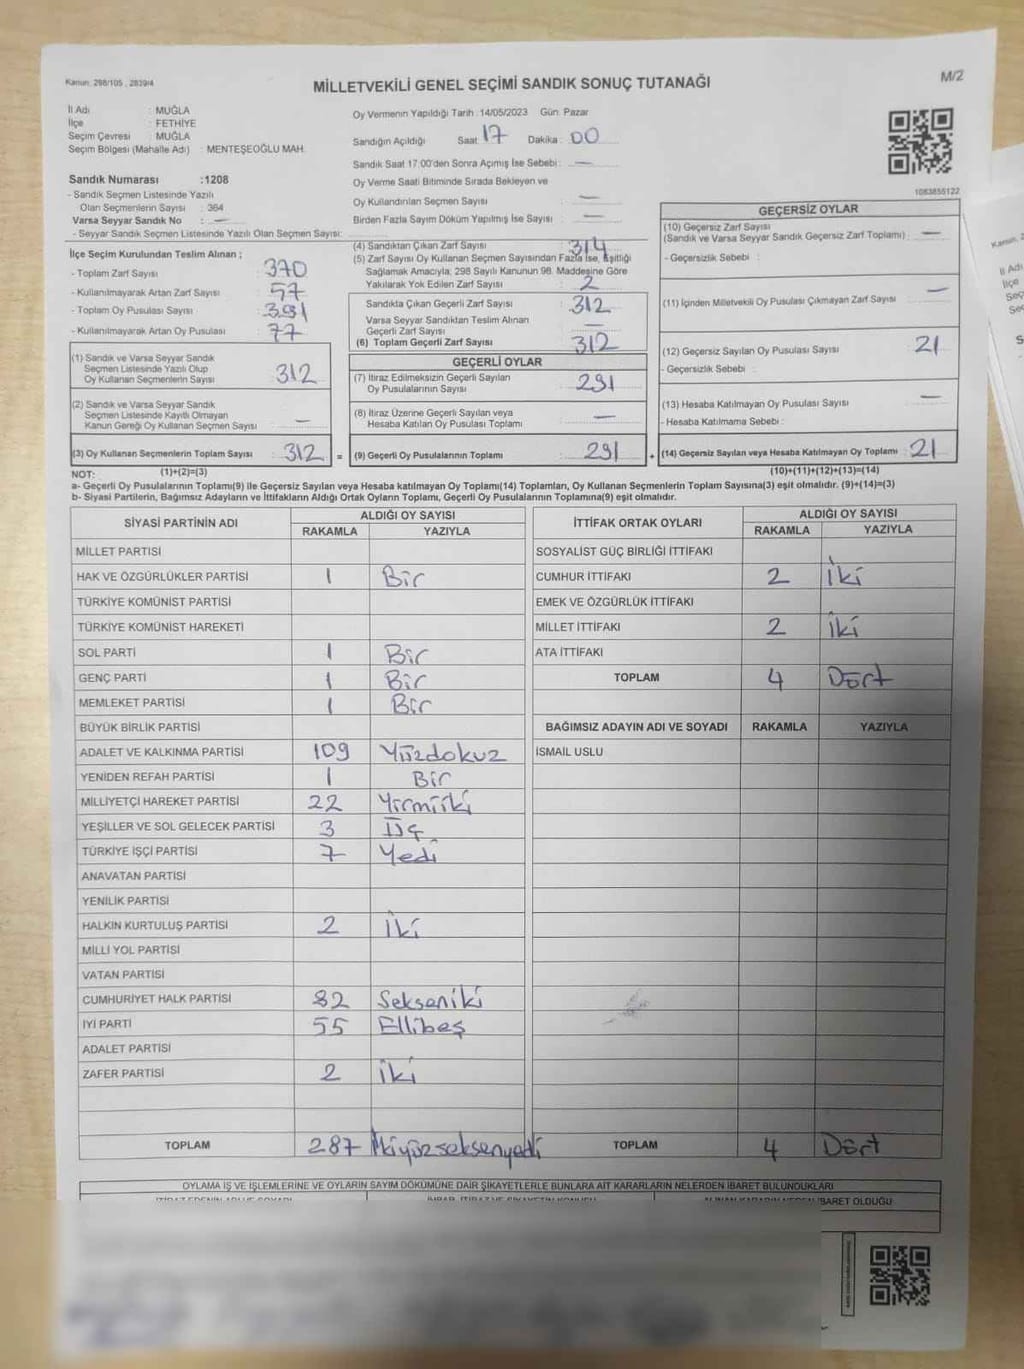 Kanun: 298/105 , 2839/4
MİLLETVEKİLİ GENEL SEÇİMİ SANDIK SONUÇ TUTANAĞI
M/2
İl Adı : MUĞLA
İlçe : FETHİYE
Seçim Çevresi : MUĞLA
Seçim Bölgesi (Mahalle Adı) : MENTEŞEOĞLU MAH.
Sandık Numarası :1208
- Sandık Seçmen Listesinde Yazılı
Olan Seçmenlerin Sayısı : 364
Varsa Seyyar Sandık No : —
- Seyyar Sandık Seçmen Listesinde Yazılı Olan Seçmen Sayısı:
Oy Vermenin Yapıldığı Tarih :14/05/2023 Gün: Pazar
Sandığın Açıldığı Saat 17 Dakika : 00
Sandık Saat 17:00'den Sonra Açımış İse Sebebi : —
Oy Verme Saati Bitiminde Sırada Bekleyen ve
Oy Kullandırılan Seçmen Sayısı : —
Birden Fazla Sayım Döküm Yapılmış İse Sayısı : —
1083855122
İlçe Seçim Kurulundan Teslim Alınan ;
- Toplam Zarf Sayısı : 370
- Kullanılmayarak Artan Zarf Sayısı : 57
- Toplam Oy Pusulası Sayısı : 391
- Kullanılmayarak Artan Oy Pusulası : 77
(1) Sandık ve Varsa Seyyar Sandık
Seçmen Listesinde Yazılı Olup
Oy Kullanan Seçmenlerin Sayısı : 312
(2) Sandık ve Varsa Seyyar Sandık
Seçmen Listesinde Kayıtlı Olmayan
Kanun Gereği Oy Kullanan Seçmen Sayısı : —
(3) Oy Kullanan Seçmenlerin Toplam Sayısı : 312 =
(4) Sandıktan Çıkan Zarf Sayısı : 314
(5) Zarf Sayısı Oy Kullanan Seçmen Sayısından Fazla İse, Eşitliği
Sağlamak Amacıyla; 298 Sayılı Kanunun 98. Maddesine Göre
Yakılarak Yok Edilen Zarf Sayısı : 2
Sandıkta Çıkan Geçerli Zarf Sayısı : 312
Varsa Seyyar Sandıktan Teslim Alınan
Geçerli Zarf Sayısı : —
(6) Toplam Geçerli Zarf Sayısı : 312
GEÇERLİ OYLAR
(7) İtiraz Edilmeksizin Geçerli Sayılan
Oy Pusulalarının Sayısı : 291
(8) İtiraz Üzerine Geçerli Sayılan veya
Hesaba Katılan Oy Pusulası Toplamı : —
(9) Geçerli Oy Pusulalarının Toplamı : 291 +
GEÇERSİZ OYLAR
(10) Geçersiz Zarf Sayısı
(Sandık ve Varsa Seyyar Sandık Geçersiz Zarf Toplamı) : —
- Geçersizlik Sebebi :
(11) İçinden Milletvekili Oy Pusulası Çıkmayan Zarf Sayısı : —
(12) Geçersiz Sayılan Oy Pusulası Sayısı : 21
- Geçersizlik Sebebi :
(13) Hesaba Katılmayan Oy Pusulası Sayısı : —
- Hesaba Katılmama Sebebi :
(14) Geçersiz Sayılan veya Hesaba Katılmayan Oy Toplamı : 21
NOT: (1)+(2)=(3) (10)+(11)+(12)+(13)=(14)
a- Geçerli Oy Pusulalarının Toplamı(9) ile Geçersiz Sayılan veya Hesaba katılmayan Oy Toplamı(14) Toplamları, Oy Kullanan Seçmenlerin Toplam Sayısına(3) eşit olmalıdır. (9)+(14)=(3)
b- Siyasi Partilerin, Bağımsız Adayların ve İttifakların Aldığı Ortak Oyların Toplamı, Geçerli Oy Pusulalarının Toplamına(9) eşit olmalıdır.
SİYASİ PARTİNİN ADI ALDIĞI OY SAYISI
RAKAMLA YAZIYLA
MİLLET PARTİSİ
HAK VE ÖZGÜRLÜKLER PARTİSİ 1 Bir
TÜRKİYE KOMÜNİST PARTİSİ
TÜRKİYE KOMÜNİST HAREKETİ
SOL PARTİ 1 Bir
GENÇ PARTİ 1 Bir
MEMLEKET PARTİSİ 1 Bir
BÜYÜK BİRLİK PARTİSİ
ADALET VE KALKINMA PARTİSİ 109 Yüzdokuz
YENİDEN REFAH PARTİSİ 1 Bir
MİLLİYETÇİ HAREKET PARTİSİ 22 Yirmiiki
YEŞİLLER VE SOL GELECEK PARTİSİ 3 Üç
TÜRKİYE İŞÇİ PARTİSİ 7 Yedi
ANAVATAN PARTİSİ
YENİLİK PARTİSİ
HALKIN KURTULUŞ PARTİSİ 2 İki
MİLLİ YOL PARTİSİ
VATAN PARTİSİ
CUMHURİYET HALK PARTİSİ 82 Sekseniki
İYİ PARTİ 55 Ellibeş
ADALET PARTİSİ
ZAFER PARTİSİ 2 İki
TOPLAM 287 İkiyüzseksenyedi
İTTİFAK ORTAK OYLARI ALDIĞI OY SAYISI
RAKAMLA YAZIYLA
SOSYALİST GÜÇ BİRLİĞİ İTTİFAKI
CUMHUR İTTİFAKI 2 İki
EMEK VE ÖZGÜRLÜK İTTİFAKI
MİLLET İTTİFAKI 2 İki
ATA İTTİFAKI
TOPLAM 4 Dört
BAĞIMSIZ ADAYIN ADI VE SOYADI RAKAMLA YAZIYLA
İSMAİL USLU
TOPLAM 4 Dört
OYLAMA İŞ VE İŞLEMLERİNE VE OYLARIN SAYIM DÖKÜMÜNE DAİR ŞİKAYETLERLE BUNLARA AİT KARARLARIN NELERDEN İBARET BULUNDUKLARI
İBARET OLDUĞU